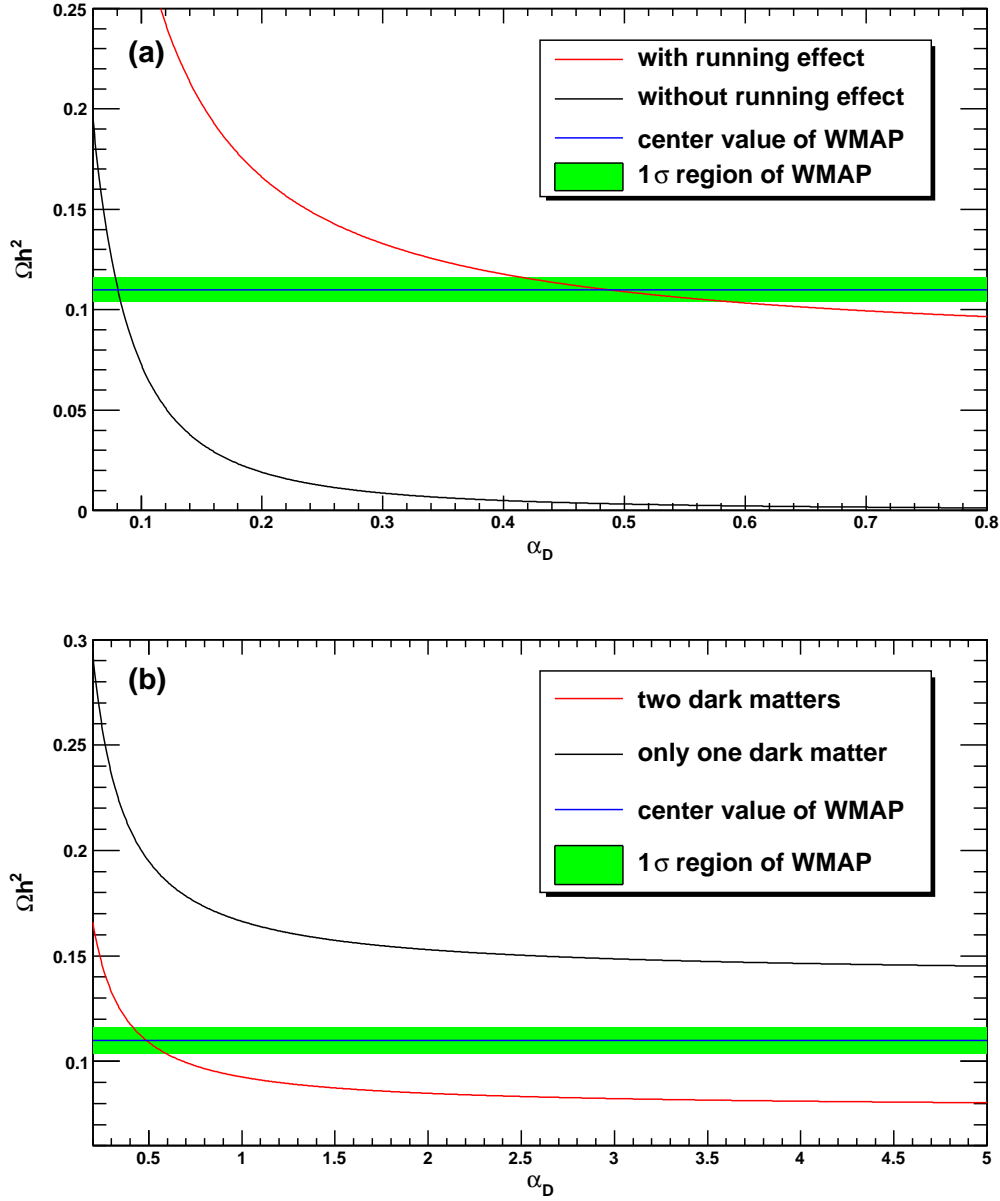 (a)
with running effect
without running effect
center value of WMAP
1σ region of WMAP
0.25
0.2
0.15
0.1
0.05
0
Ωh²
0.1 0.2 0.3 0.4 0.5 0.6 0.7 0.8
α_D
(b)
two dark matters
only one dark matter
center value of WMAP
1σ region of WMAP
0.3
0.25
0.2
0.15
0.1
Ωh²
0.5 1 1.5 2 2.5 3 3.5 4 4.5 5
α_D